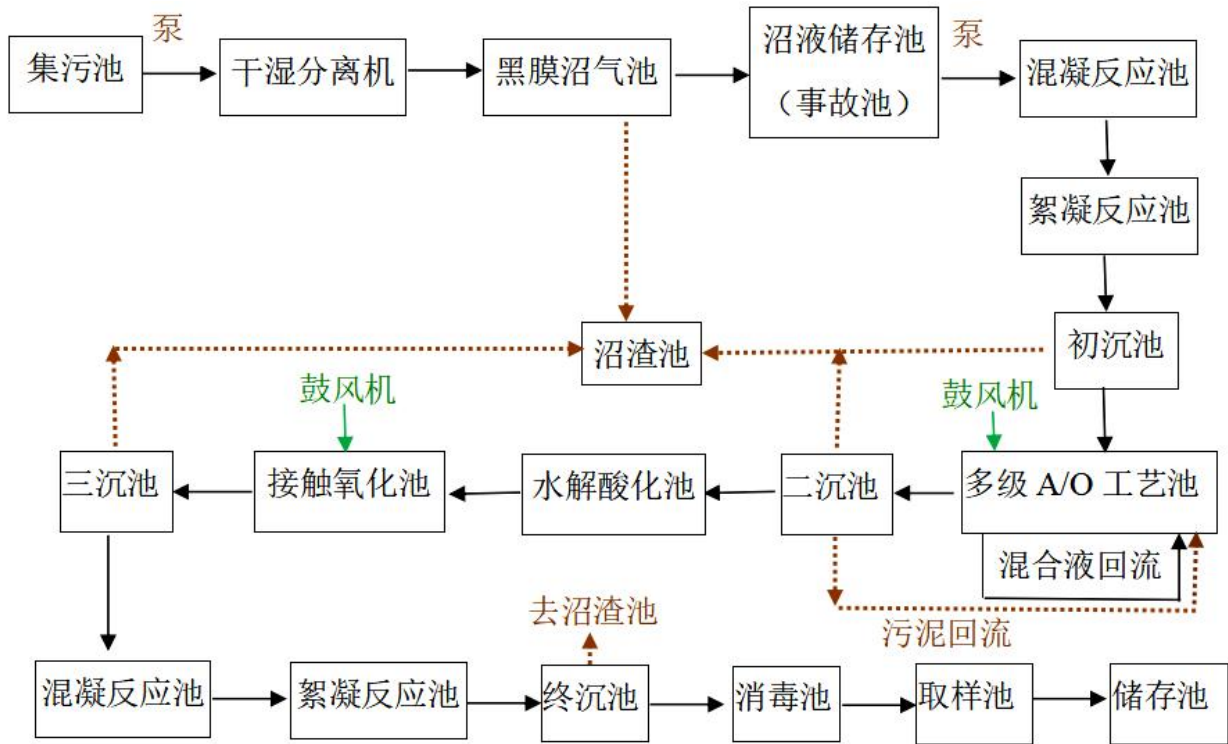 泵
集污池
干湿分离机
黑膜沼气池
沼液储存池
（事故池）
泵
混凝反应池
絮凝反应池
初沉池
沼渣池
鼓风机
鼓风机
三沉池
接触氧化池
水解酸化池
二沉池
多级 A/O 工艺池
混合液回流
污泥回流
去沼渣池
混凝反应池
絮凝反应池
终沉池
消毒池
取样池
储存池